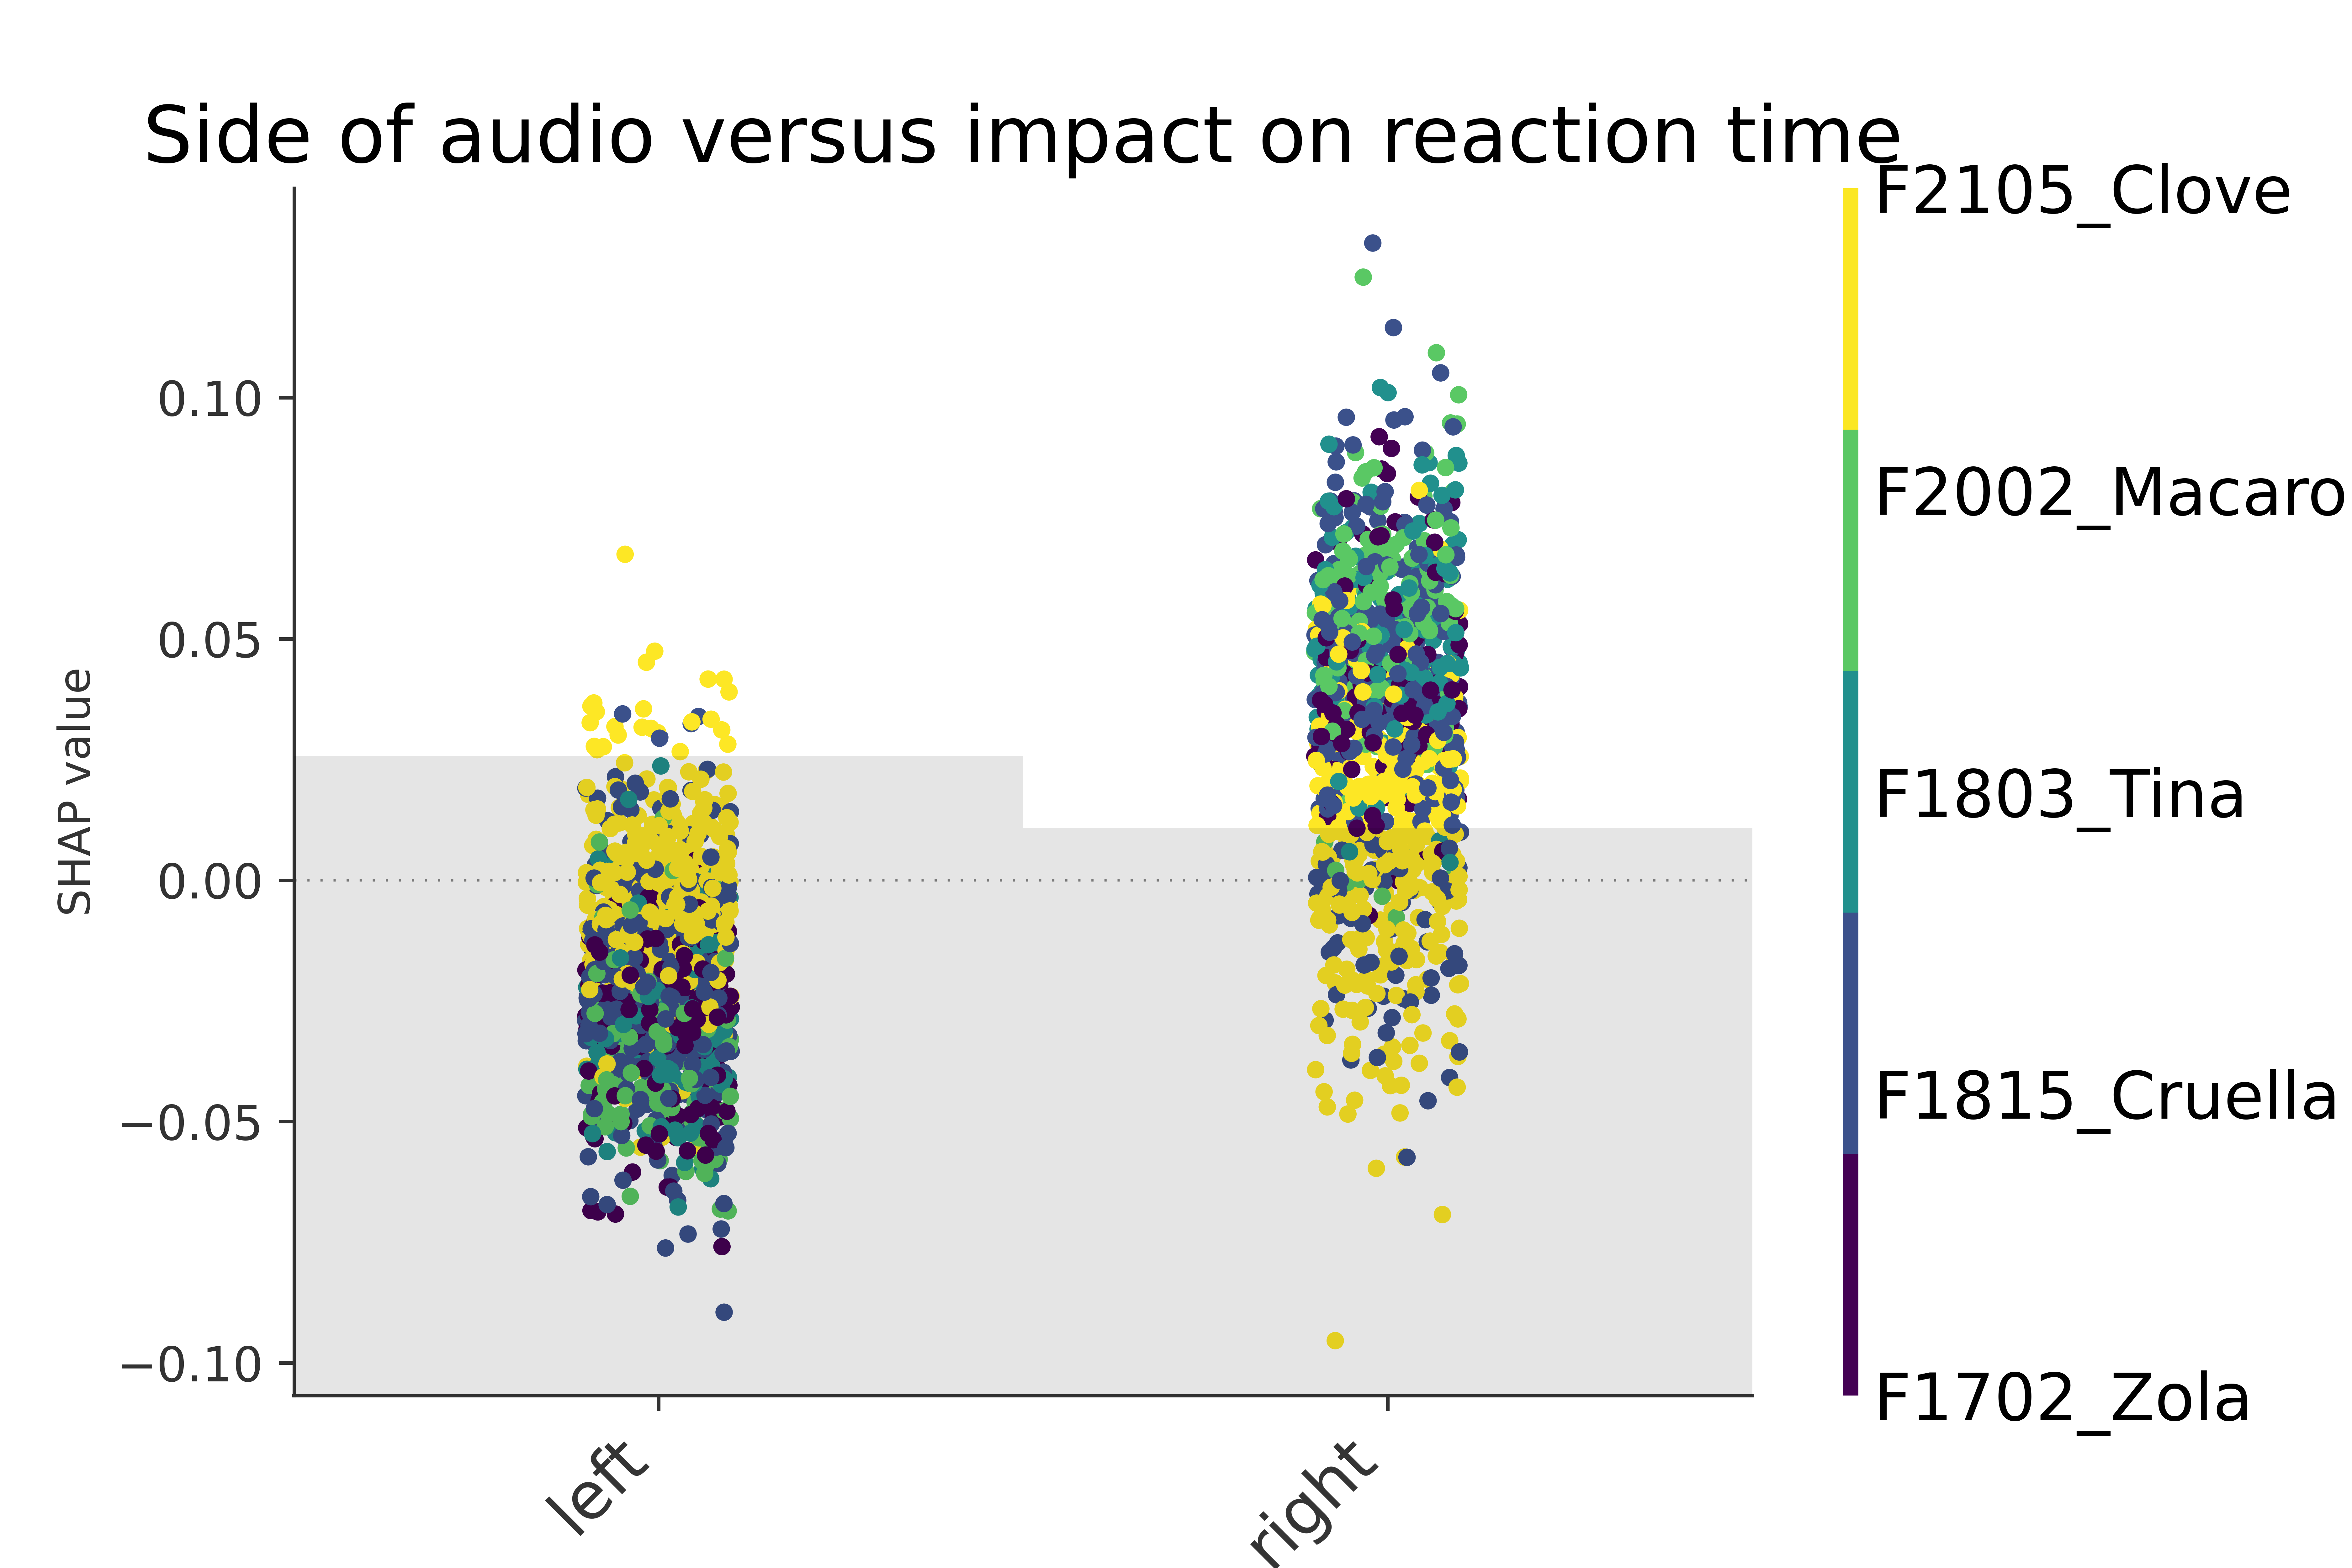 Side of audio versus impact on reaction time
SHAP value
0.10
0.05
0.00
−0.05
−0.10
left
right
F2105_Clove
F2002_Macaro
F1803_Tina
F1815_Cruella
F1702_Zola